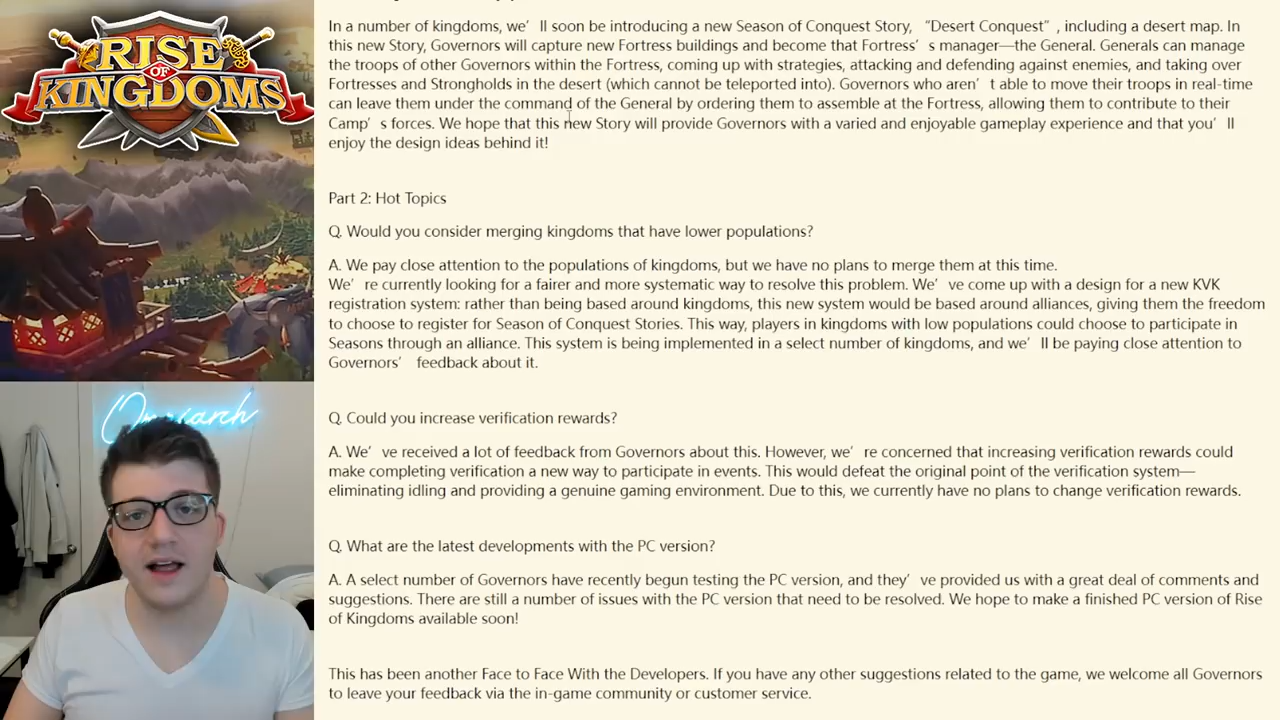 RISE
OF
KINGDOMS
In a number of kingdoms, we'll soon be introducing a new Season of Conquest Story, “Desert Conquest”, including a desert map. In
this new Story, Governors will capture new Fortress buildings and become that Fortress's manager—the General. Generals can manage
the troops of other Governors within the Fortress, coming up with strategies, attacking and defending against enemies, and taking over
Fortresses and Strongholds in the desert (which cannot be teleported into). Governors who aren't able to move their troops in real-time
can leave them under the command of the General by ordering them to assemble at the Fortress, allowing them to contribute to their
Camp's forces. We hope that this new Story will provide Governors with a varied and enjoyable gameplay experience and that you'll
enjoy the design ideas behind it!
Part 2: Hot Topics
Q. Would you consider merging kingdoms that have lower populations?
A. We pay close attention to the populations of kingdoms, but we have no plans to merge them at this time.
We're currently looking for a fairer and more systematic way to resolve this problem. We've come up with a design for a new KVK
registration system: rather than being based around kingdoms, this new system would be based around alliances, giving them the freedom
to choose to register for Season of Conquest Stories. This way, players in kingdoms with low populations could choose to participate in
Seasons through an alliance. This system is being implemented in a select number of kingdoms, and we'll be paying close attention to
Governors' feedback about it.
Q. Could you increase verification rewards?
A. We've received a lot of feedback from Governors about this. However, we're concerned that increasing verification rewards could
make completing verification a new way to participate in events. This would defeat the original point of the verification system—
eliminating idling and providing a genuine gaming environment. Due to this, we currently have no plans to change verification rewards.
Q. What are the latest developments with the PC version?
A. A select number of Governors have recently begun testing the PC version, and they've provided us with a great deal of comments and
suggestions. There are still a number of issues with the PC version that need to be resolved. We hope to make a finished PC version of Rise
of Kingdoms available soon!
This has been another Face to Face With the Developers. If you have any other suggestions related to the game, we welcome all Governors
to leave your feedback via the in-game community or customer service.